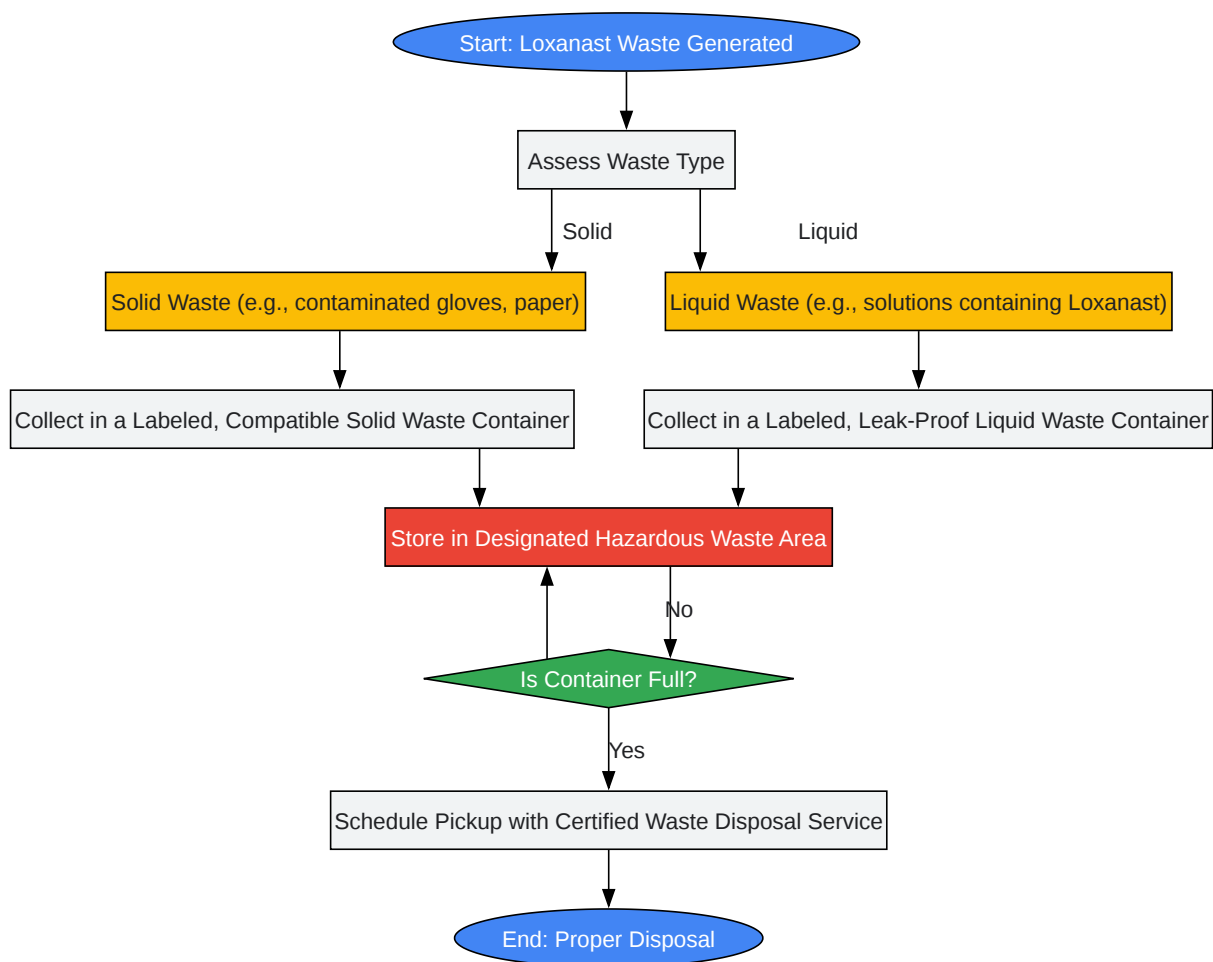 Start: Loxanast Waste Generated
Assess Waste Type
Solid
Liquid
Solid Waste (e.g., contaminated gloves, paper)
Liquid Waste (e.g., solutions containing Loxanast)
Collect in a Labeled, Compatible Solid Waste Container
Collect in a Labeled, Leak-Proof Liquid Waste Container
Store in Designated Hazardous Waste Area
No
Is Container Full?
Yes
Schedule Pickup with Certified Waste Disposal Service
End: Proper Disposal